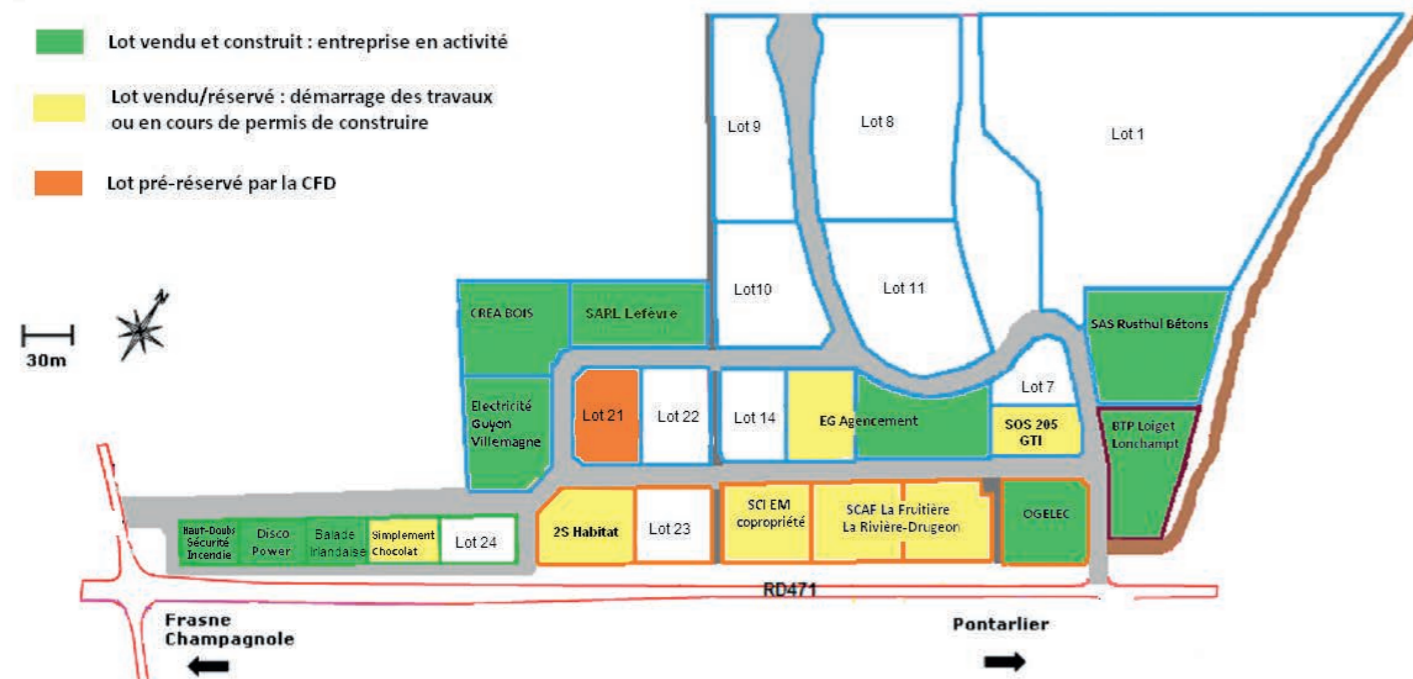 Lot vendu et construit : entreprise en activité
Lot vendu/réservé : démarrage des travaux
ou en cours de permis de construire
Lot pré-réservé par la CFD
N
30m
Lot 9
Lot 8
Lot 1
Lot10
Lot 11
CREA BOIS
SARL Lefèvre
SAS Rusthul Bétons
Electricité
Guyon
Villemagne
Lot 21
Lot 22
Lot 14
EG Agencement
Lot 7
SOS 205
GTI
BTP Loiget
Lonchampt
Haut-Doubs
Sécurité
Incendie
Disco
Power
Balade
Irlandaise
Simplement
Chocolat
Lot 24
2S Habitat
Lot 23
SCI EM
copropriété
SCAF La Fruitière
La Rivière-Drugeon
OGELEC
RD471
Frasne
Champagnole
Pontarlier